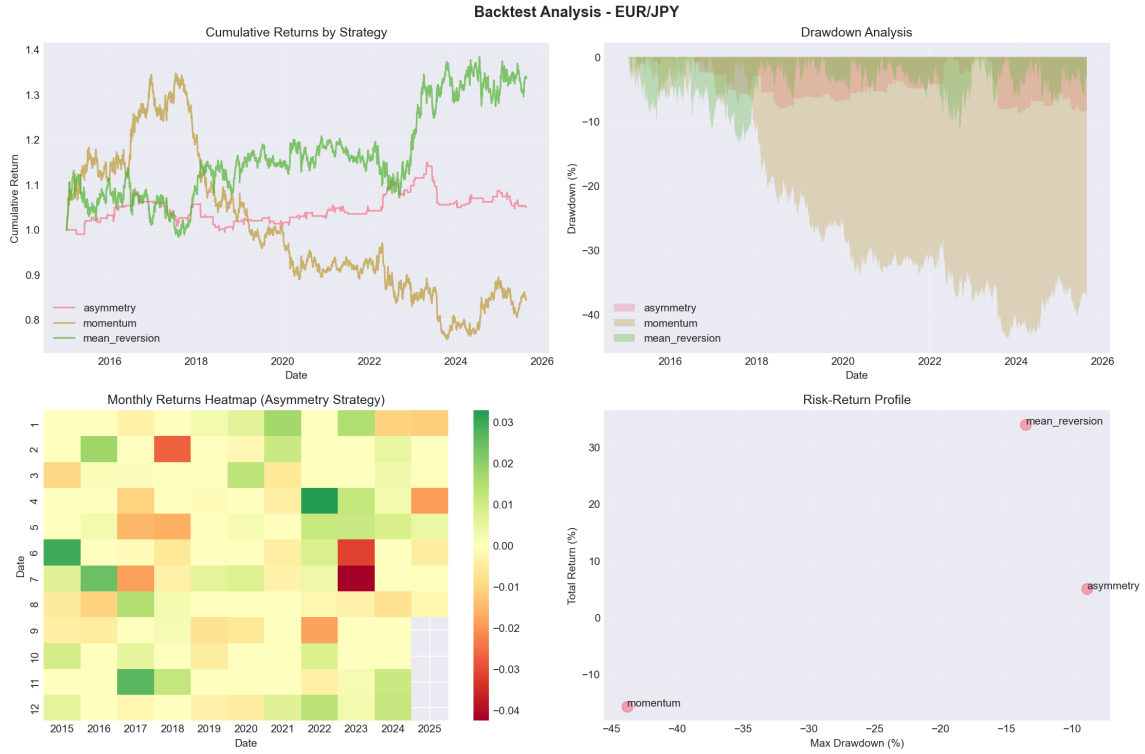 Backtest Analysis - EUR/JPY
Cumulative Returns by Strategy
1.4
1.3
1.2
1.1
1.0
0.9
0.8
Cumulative Return
asymmetry
momentum
mean_reversion
2016 2018 2020 2022 2024 2026
Date
Drawdown Analysis
0
−10
−20
−30
−40
Drawdown (%)
asymmetry
momentum
mean_reversion
2016 2018 2020 2022 2024 2026
Date
Monthly Returns Heatmap (Asymmetry Strategy)
1
2
3
4
5
6
7
8
9
10
11
12
Date
2015 2016 2017 2018 2019 2020 2021 2022 2023 2024 2025
Date
0.03
0.02
0.01
0.00
−0.01
−0.02
−0.03
−0.04
Risk-Return Profile
30
20
10
0
−10
Total Return (%)
mean_reversion
asymmetry
momentum
−45 −40 −35 −30 −25 −20 −15 −10
Max Drawdown (%)